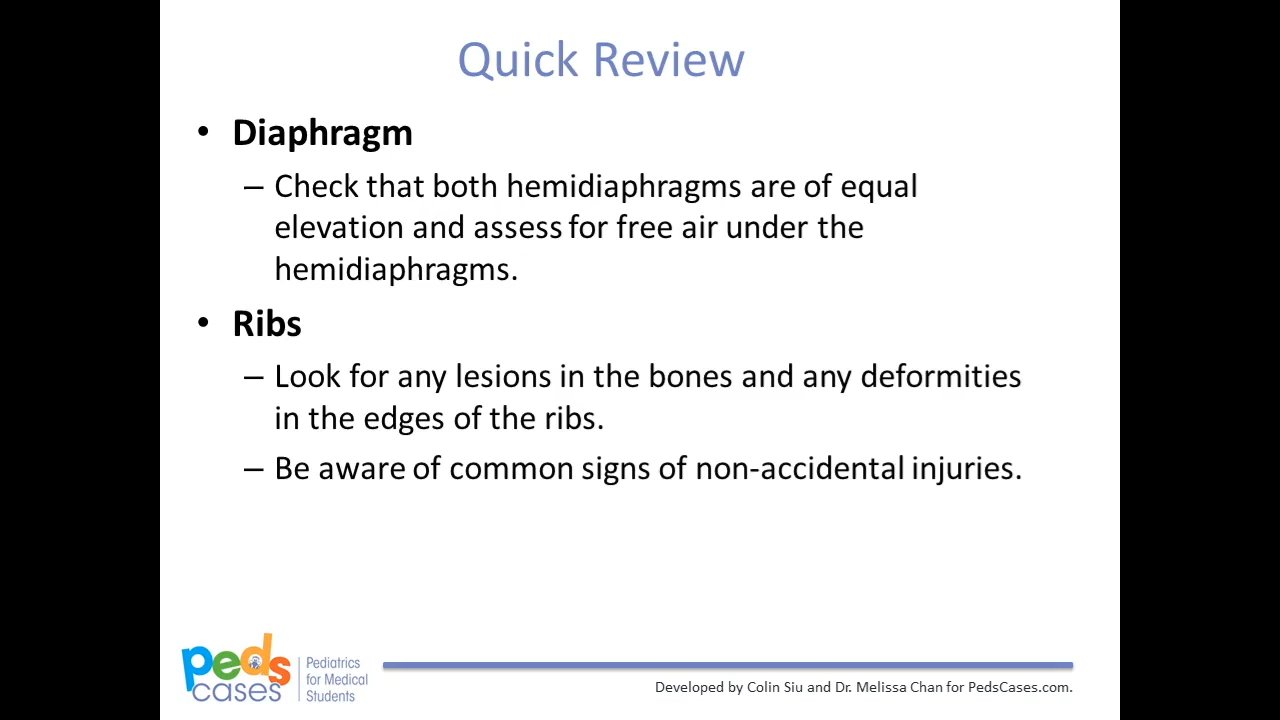 Quick Review
• Diaphragm
– Check that both hemidiaphragms are of equal
elevation and assess for free air under the
hemidiaphragms.
• Ribs
– Look for any lesions in the bones and any deformities
in the edges of the ribs.
– Be aware of common signs of non-accidental injuries.
peds
cases
Pediatrics
for Medical
Students
Developed by Colin Siu and Dr. Melissa Chan for PedsCases.com.